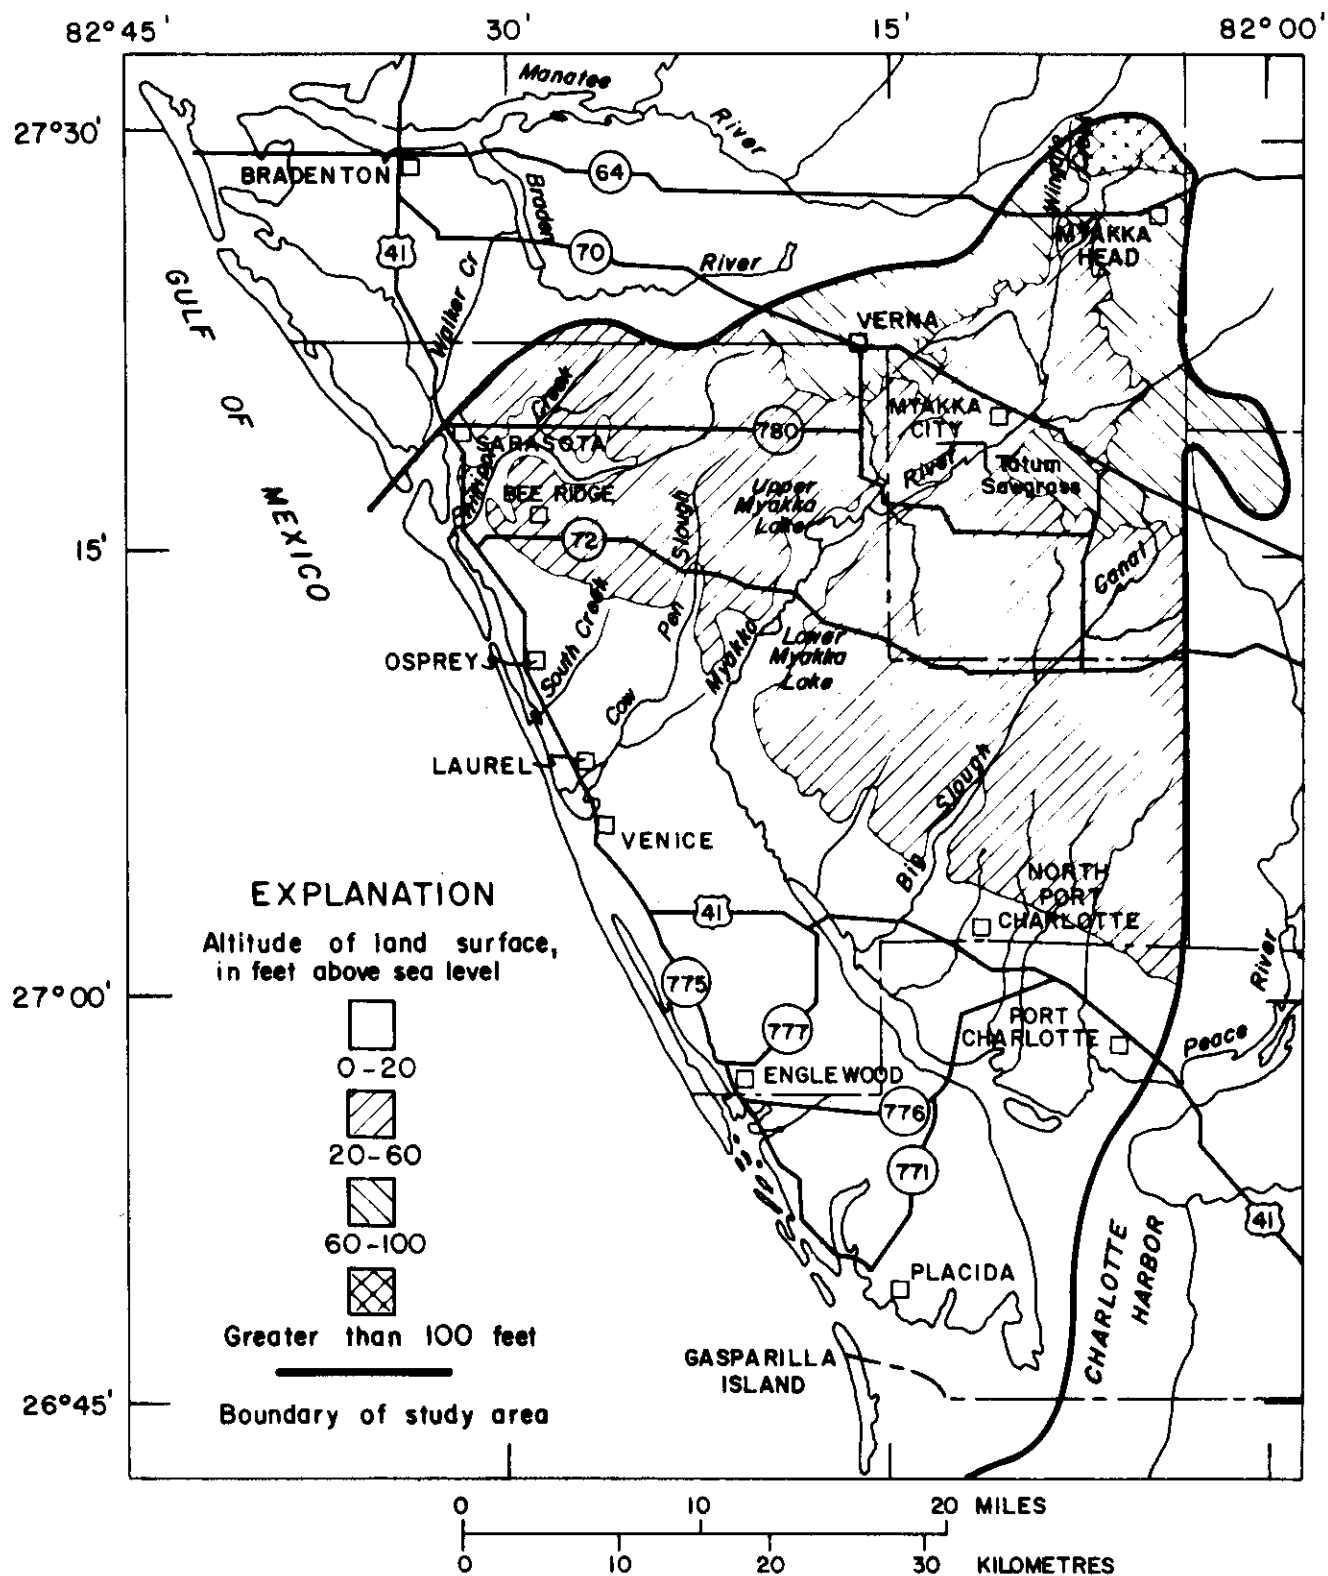 82°45'
30'
15'
82°00'
27°30'
15'
27°00'
26°45'
Manatee
River
BRADENTON
64
Braden
River
41
70
Walker Cr
Wingate
Creek
MYAKKA
HEAD
VERNA
GULF
OF
MEXICO
Creek
SARASOTA
780
MYAKKA
CITY
River
Tatum
Sawgrass
BEE RIDGE
Upper
Myakka
Lake
72
Slough
Pen
Cow
South Creek
Myakka
Lower
Myakka
Lake
Canal
OSPREY
LAUREL
VENICE
Slough
Big
NORTH
PORT
CHARLOTTE
41
775
777
PORT
CHARLOTTE
Peace
River
ENGLEWOOD
776
771
41
PLACIDA
CHARLOTTE
HARBOR
GASPARILLA
ISLAND
EXPLANATION
Altitude of land surface,
in feet above sea level
0-20
20-60
60-100
Greater than 100 feet
Boundary of study area
0 10 20 MILES
0 10 20 30 KILOMETRES